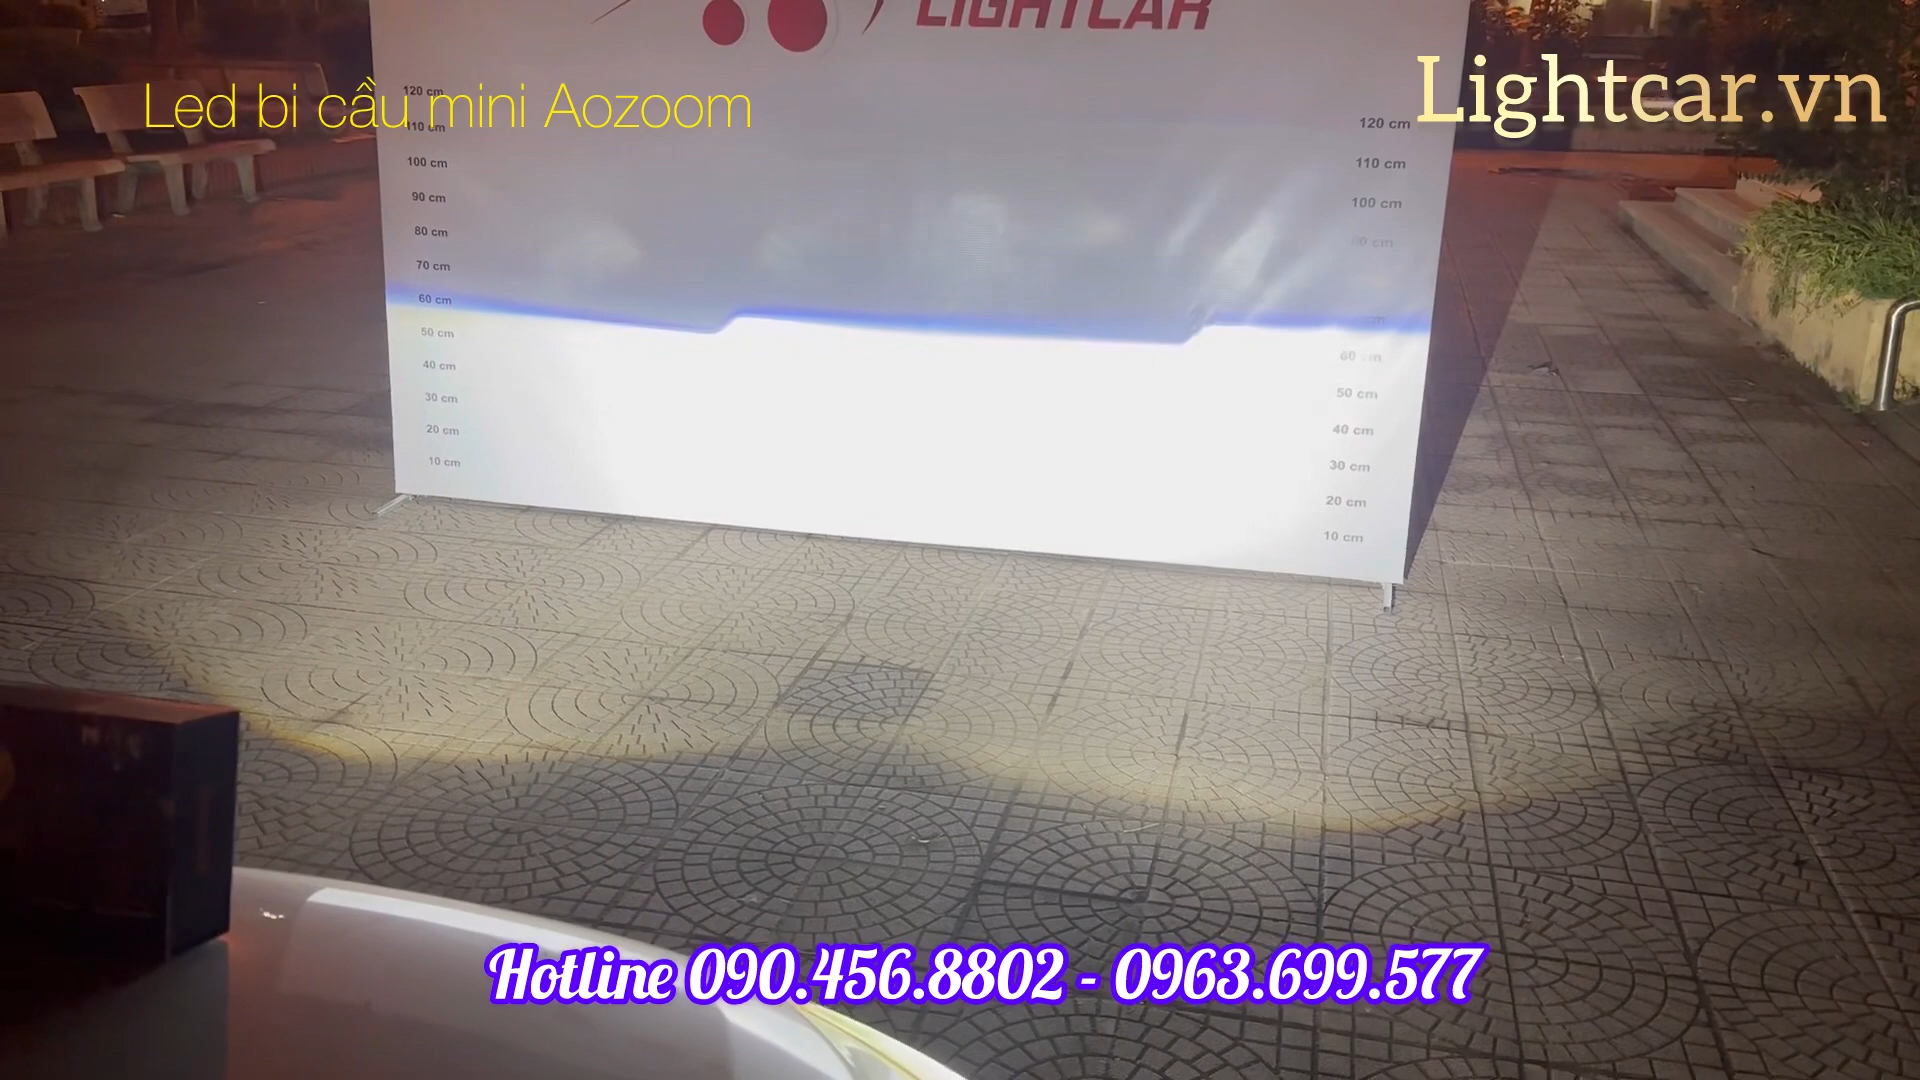 LIGHTCAR
Lightcar.vn
Led bi cầu mini Aozoom
120 cm
110 cm
100 cm
90 cm
80 cm
70 cm
60 cm
50 cm
40 cm
30 cm
20 cm
10 cm
120 cm
110 cm
100 cm
60 cm
50 cm
40 cm
30 cm
20 cm
10 cm
Hotline 090.456.8802 - 0963.699.577